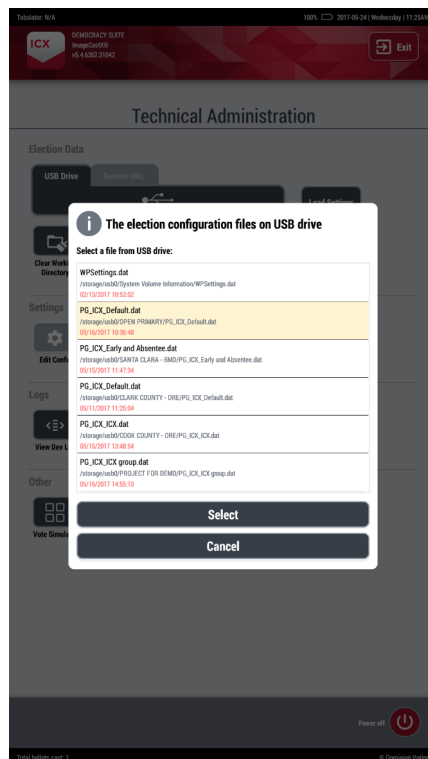 Tabulator: N/A
100% 2017-05-24 | Wednesday | 11:25AM
ICX
DEMOCRACY SUITE
ImageCastX®
v5.4.6352.31042
Exit
Technical Administration
Election Data
USB Drive
Service URL
Load Settings
Clear Worki
Directory
Settings
Edit Confi
Logs
View Dev L
Other
Vote Simula
The election configuration files on USB drive
Select a file from USB drive:
WPSettings.dat
/storage/usb0/System Volume Information/WPSettings.dat
02/13/2017 10:53:02
PG_ICX_Default.dat
/storage/usb0/OPEN PRIMARY/PG_ICX_Default.dat
05/16/2017 10:36:48
PG_ICX_Early and Absentee.dat
/storage/usb0/SANTA CLARA - BMD/PG_ICX_Early and Absentee.dat
05/15/2017 11:47:34
PG_ICX_Default.dat
/storage/usb0/CLARK COUNTY - DRE/PG_ICX_Default.dat
05/11/2017 11:25:04
PG_ICX_ICX.dat
/storage/usb0/COOK COUNTY - DRE/PG_ICX_ICX.dat
05/15/2017 13:48:54
PG_ICX_ICX group.dat
/storage/usb0/PROJECT FOR DEMO/PG_ICX_ICX group.dat
05/16/2017 14:55:10
Select
Cancel
Power off
Total ballots cast: 1
© Dominion Voting